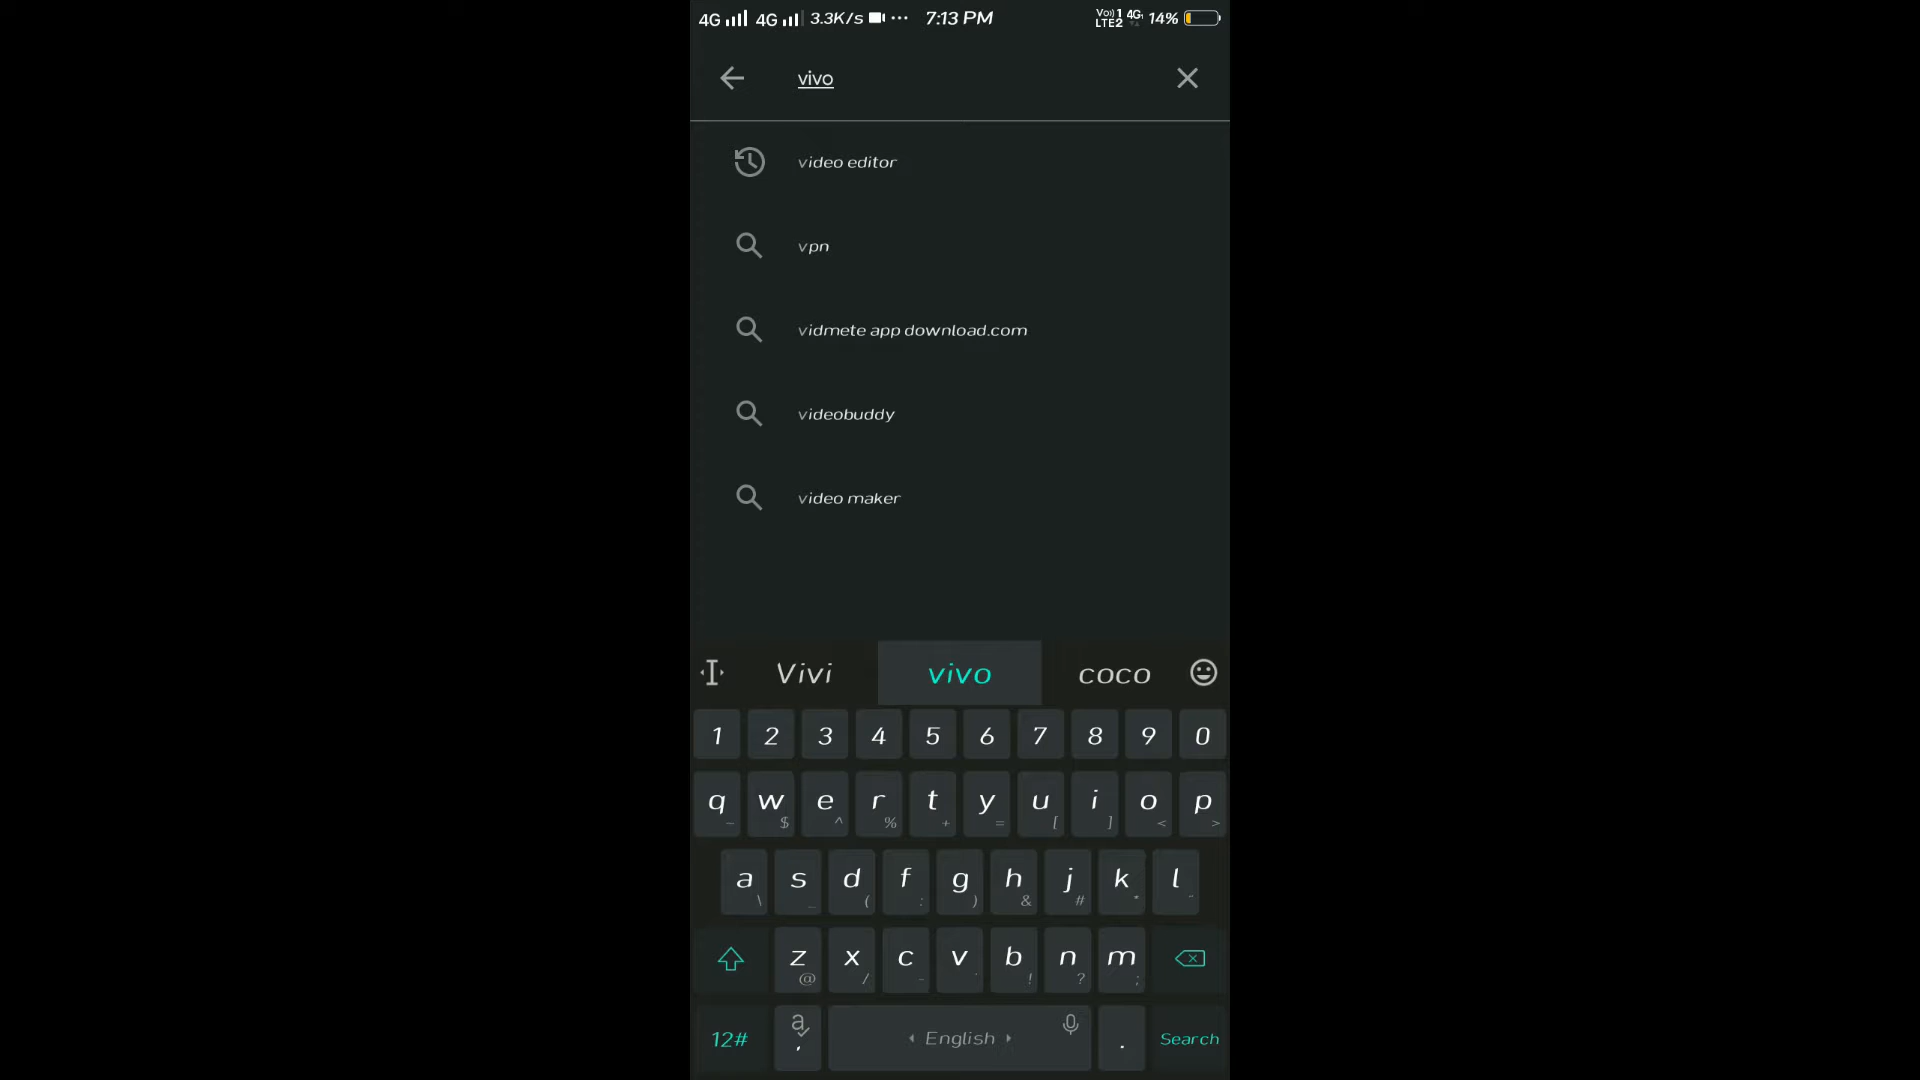 4G 4G 3.3K/s ... 7:13 PM Vo)) 1 LTE2 4G 14%
vivo
video editor
vpn
vidmete app download.com
videobuddy
video maker
Vivi vivo coco
1 2 3 4 5 6 7 8 9 0
q w e r t y u i o p
~ $ ^ % + = [ ] < >
a s d f g h j k l
\ _ ( : ) & # *
z x c v b n m
@ / - ' ! ? ;
12# a , English . Search